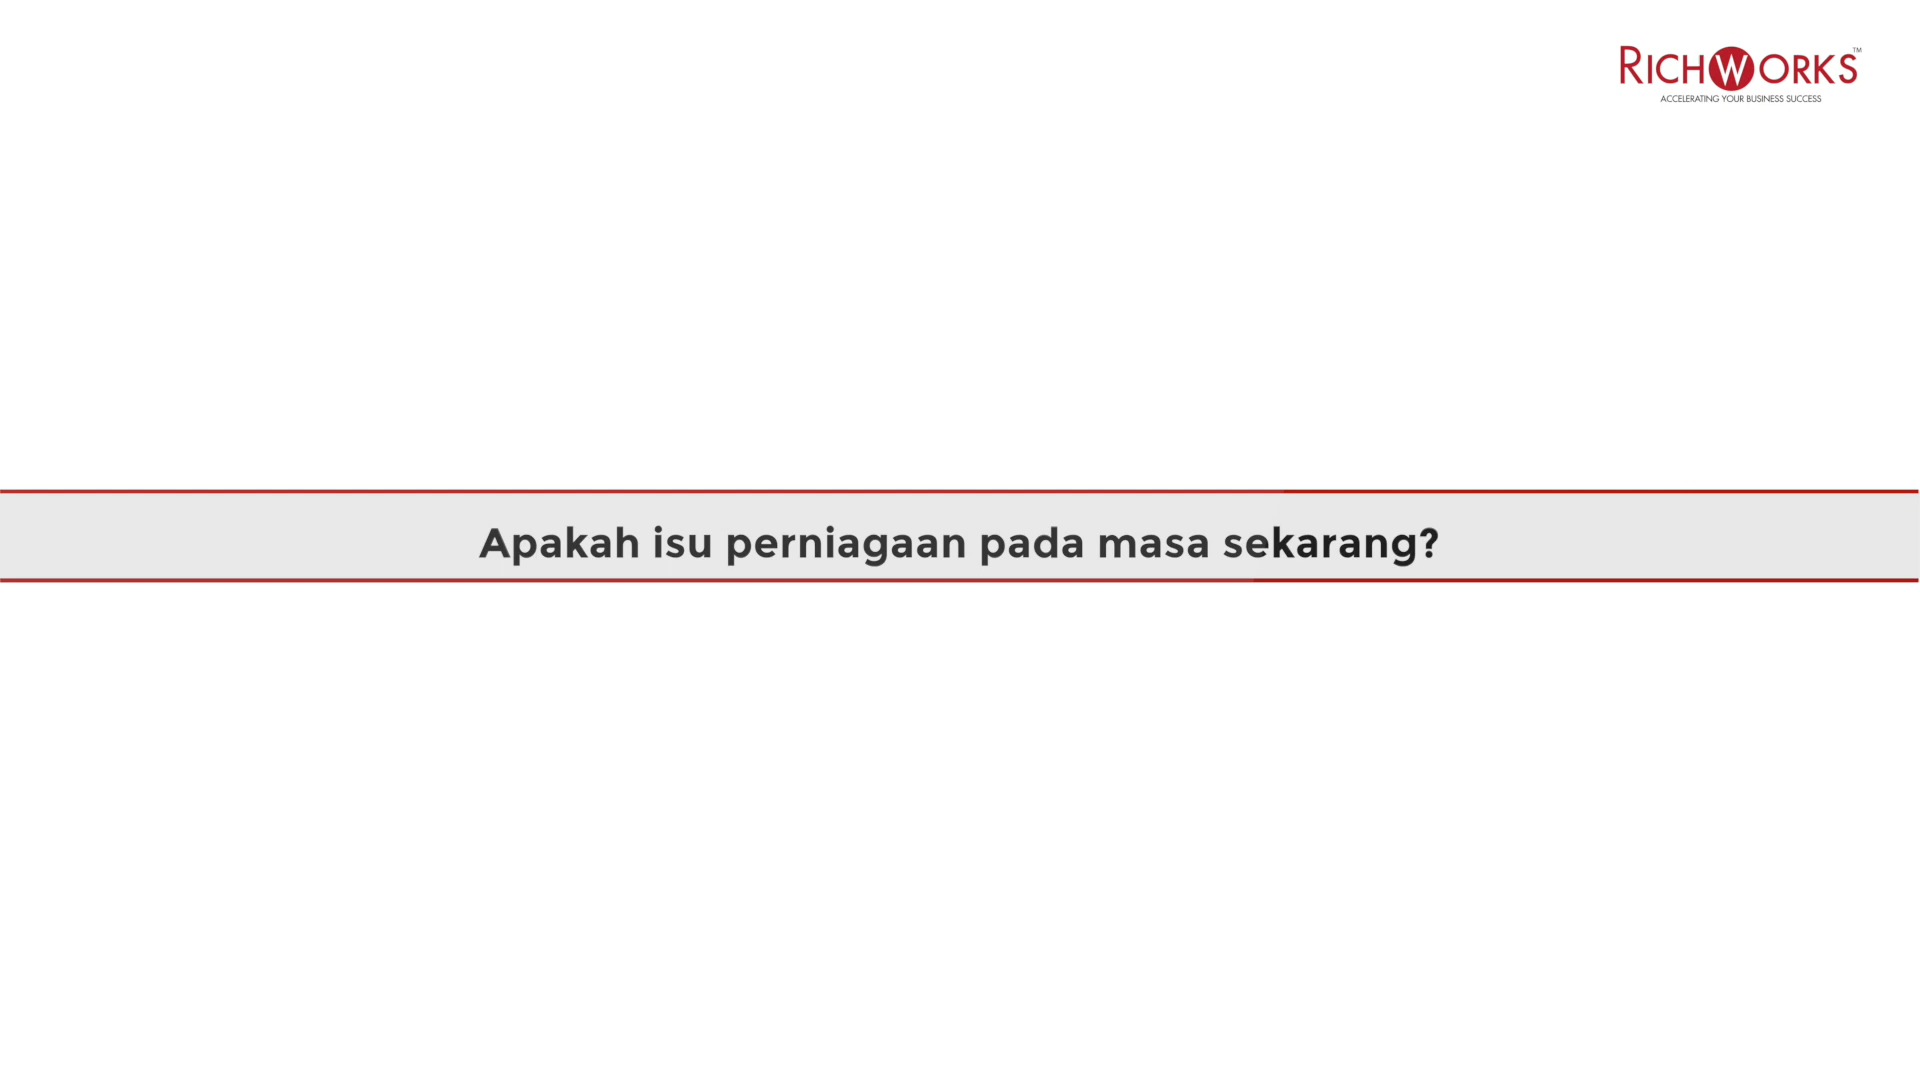 RICHWORKS™
ACCELERATING YOUR BUSINESS SUCCESS
Apakah isu perniagaan pada masa sekarang?